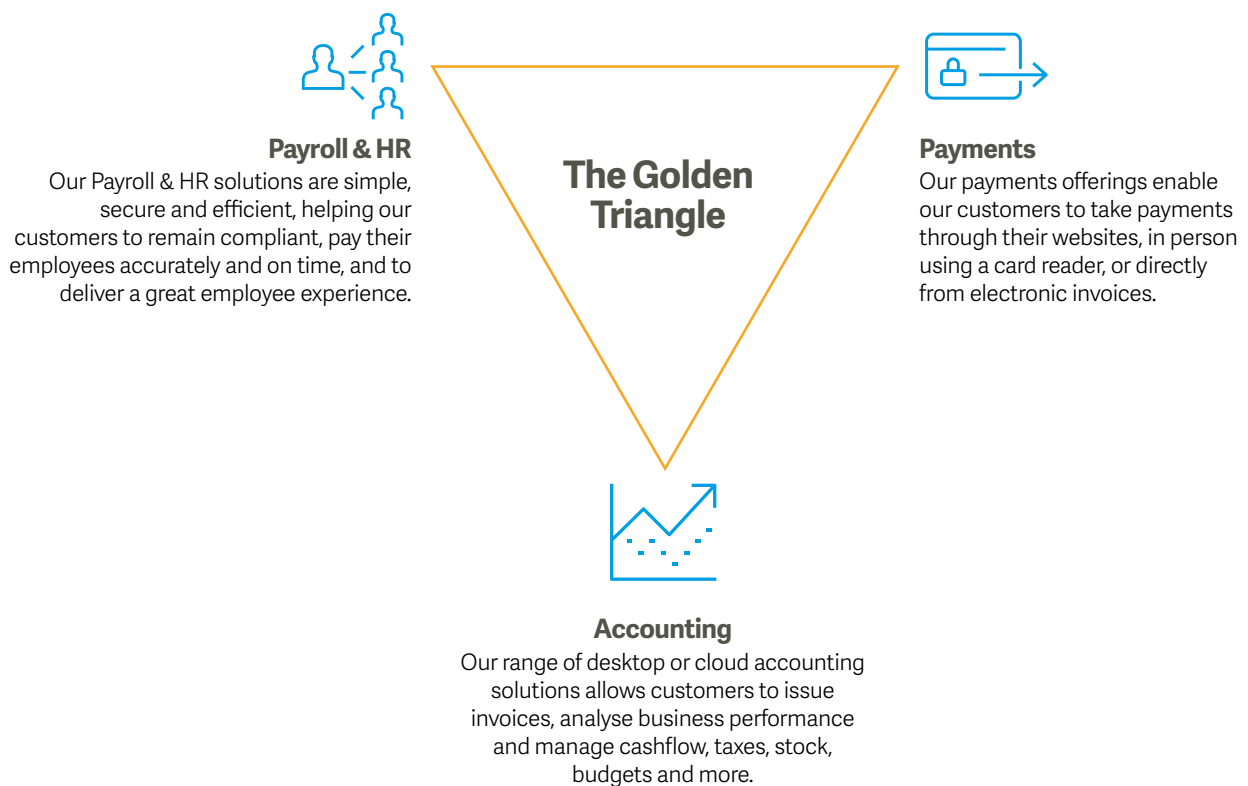 Payroll & HR
Our Payroll & HR solutions are simple,
secure and efficient, helping our
customers to remain compliant, pay their
employees accurately and on time, and to
deliver a great employee experience.
The Golden
Triangle
Payments
Our payments offerings enable
our customers to take payments
through their websites, in person
using a card reader, or directly
from electronic invoices.
Accounting
Our range of desktop or cloud accounting
solutions allows customers to issue
invoices, analyse business performance
and manage cashflow, taxes, stock,
budgets and more.